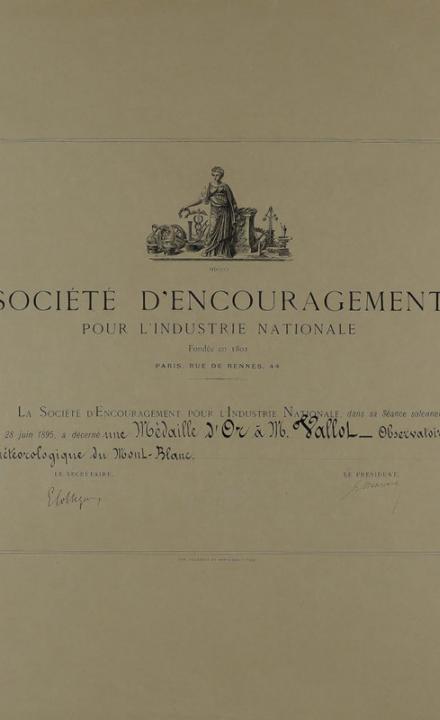 SOCIÉTÉ D'ENCOURAGEMENT
POUR L'INDUSTRIE NATIONALE
Fondée en 1801
PARIS, RUE DE RENNES, 44
LA SOCIÉTÉ D'ENCOURAGEMENT POUR L'INDUSTRIE NATIONALE, dans sa Séance solennel
28 juin 1895, a décerné une Médaille d'Or à M. Vallot _ Observatoi
météorologique du Mont-Blanc.
LE SECRÉTAIRE, LE PRÉSIDENT,